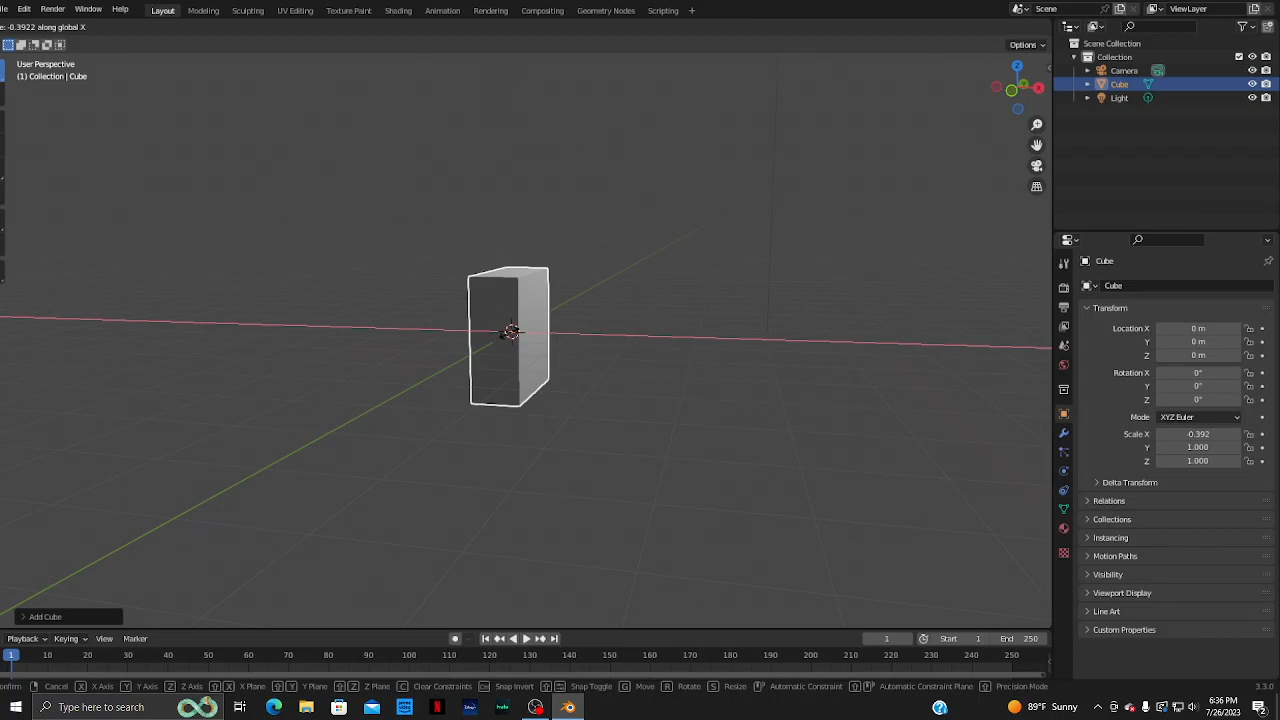 File Edit Render Window Help Layout Modeling Sculpting UV Editing Texture Paint Shading Animation Rendering Compositing Geometry Nodes Scripting + Scene ViewLayer
-0.3922 along global X
Options
User Perspective
(1) Collection | Cube
Z
Y
X
Scene Collection
Collection
Camera
Cube
Light
Cube
Cube
Transform
Location X 0 m
Y 0 m
Z 0 m
Rotation X 0°
Y 0°
Z 0°
Mode XYZ Euler
Scale X -0.392
Y 1.000
Z 1.000
Delta Transform
Relations
Collections
Instancing
Motion Paths
Visibility
Viewport Display
Line Art
Custom Properties
Add Cube
Playback Keying View Marker 1 Start 1 End 250
1 10 20 30 40 50 60 70 80 90 100 110 120 130 140 150 160 170 180 190 200 210 220 230 240 250
onfirm Cancel X X Axis Y Y Axis Z Z Axis X X Plane Y Y Plane Z Z Plane C Clear Constraints Snap Invert Snap Toggle G Move R Rotate S Resize Automatic Constraint Automatic Constraint Plane Precision Mode 3.3.0
Type here to search hulu 89°F Sunny 6:36 PM
7/26/2023